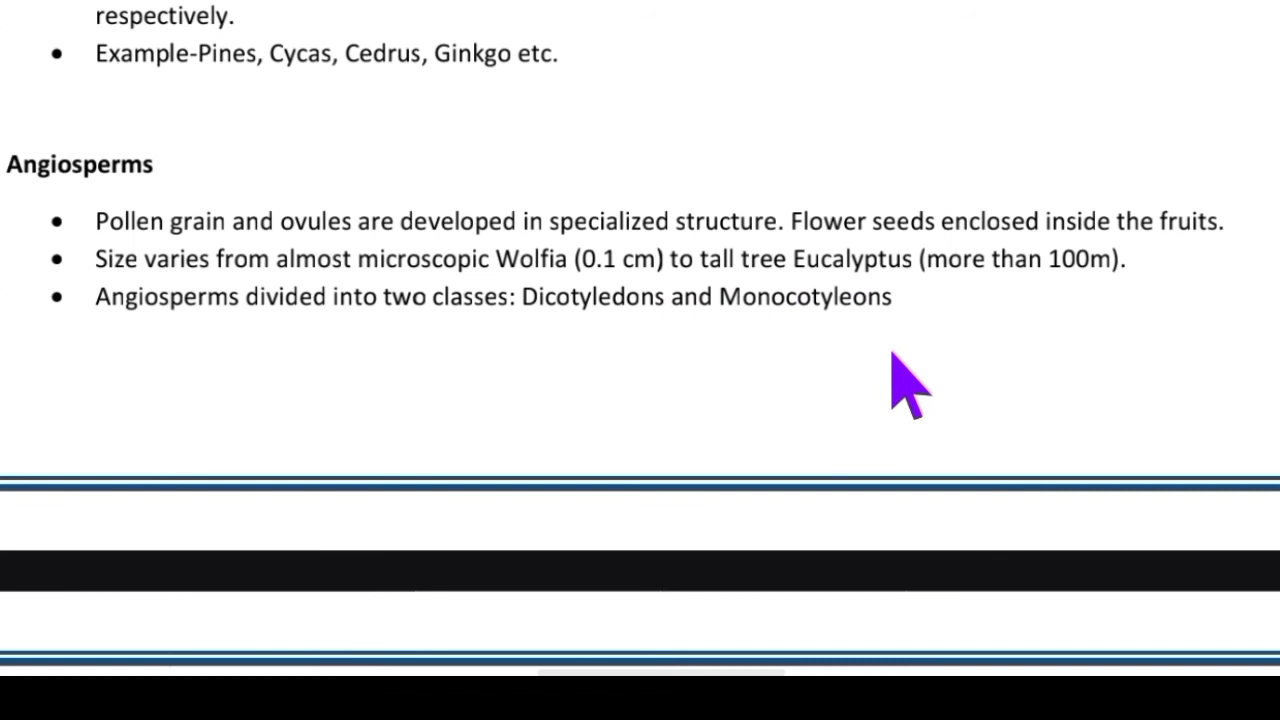 respectively.
• Example-Pines, Cycas, Cedrus, Ginkgo etc.
Angiosperms
• Pollen grain and ovules are developed in specialized structure. Flower seeds enclosed inside the fruits.
• Size varies from almost microscopic Wolfia (0.1 cm) to tall tree Eucalyptus (more than 100m).
• Angiosperms divided into two classes: Dicotyledons and Monocotyleons